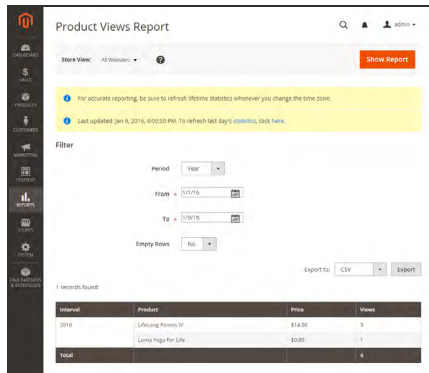 Product Views Report
admin
DASHBOARD
SALES
PRODUCTS
CUSTOMERS
MARKETING
CONTENT
REPORTS
STORES
SYSTEM
FIND PARTNERS
& EXTENSIONS
Store View: All Websites
Show Report
For accurate reporting, be sure to refresh lifetime statistics whenever you change the time zone.
Last updated: Jan 9, 2016, 4:00:50 PM. To refresh last day's statistics, click here.
Filter
Period Year
From * 1/1/16
To * 1/9/16
Empty Rows No
Export to: CSV Export
1 records found
Interval Product Price Views
2016 LifeLong Fitness IV $14.00 3
Luma Yoga For Life $0.00 1
Total 4